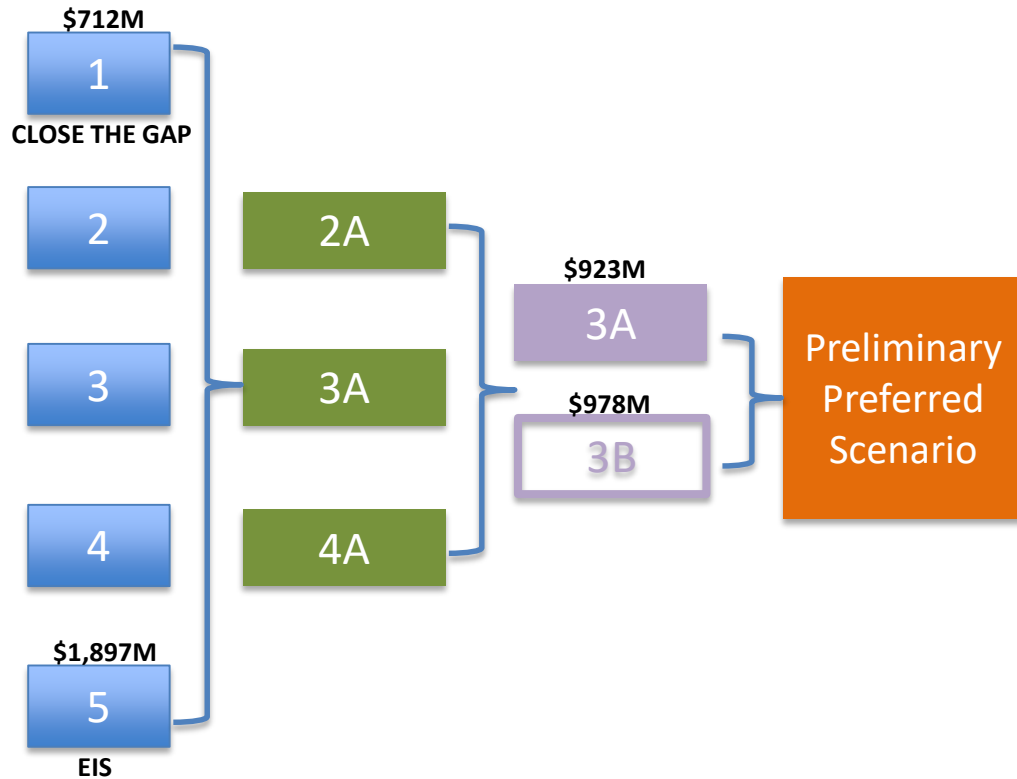 $712M
1
CLOSE THE GAP
2
3
4
$1,897M
5
EIS
2A
3A
4A
$923M
3A
$978M
3B
Preliminary
Preferred
Scenario